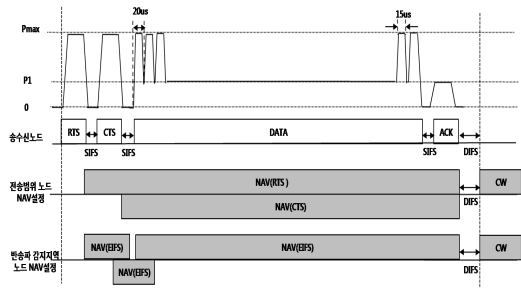 20us
15us
Pmax
P1
0
송수신노드
RTS
CTS
DATA
ACK
SIFS
SIFS
SIFS
DIFS
전송범위 노드
NAV설정
NAV(RTS )
NAV(CTS)
DIFS
CW
반송파 감지지역
노드 NAV설정
NAV(EIFS)
NAV(EIFS)
NAV(EIFS)
DIFS
CW